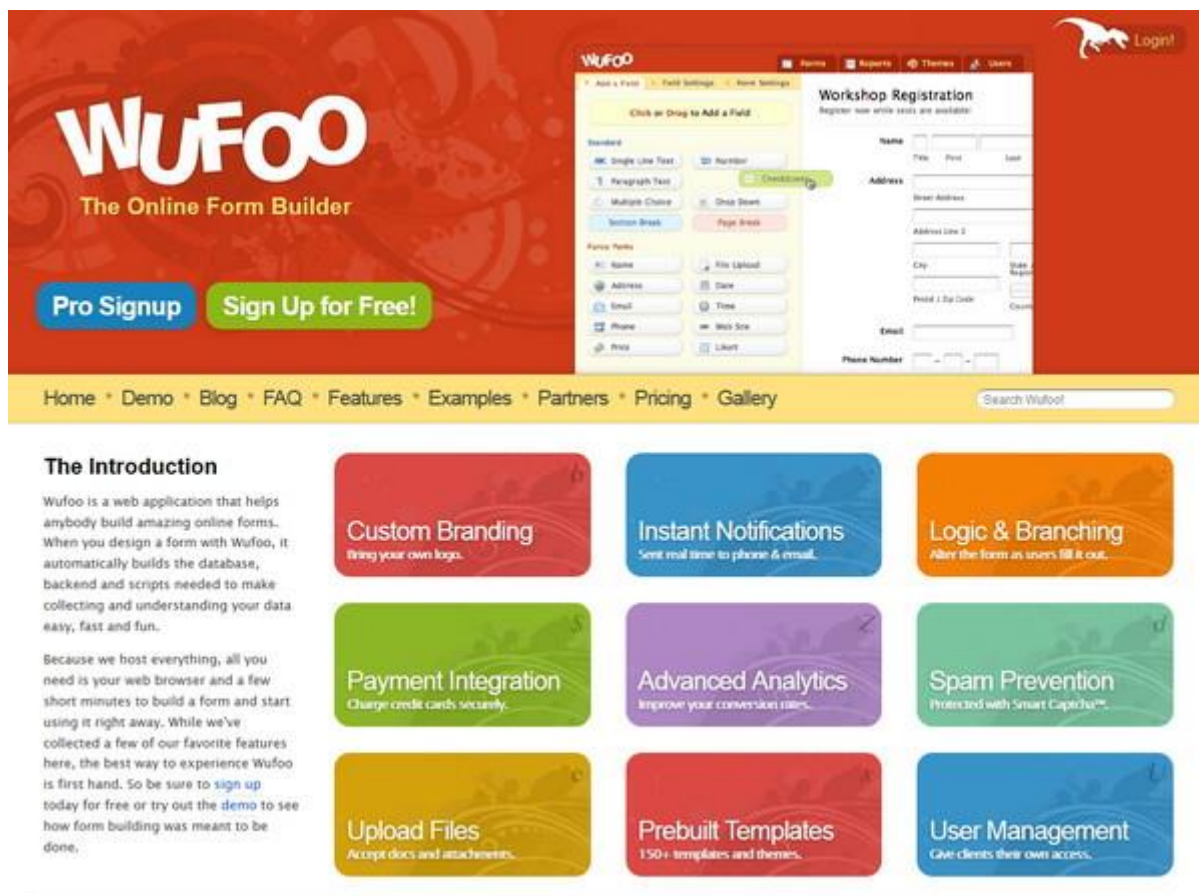 Login!
WUFOO
The Online Form Builder
Pro Signup
Sign Up for Free!
WUFOO
Forms
Reports
Themes
Users
Add a Field
Field Settings
Form Settings
Click or Drag to Add a Field
Standard
Single Line Text
Number
Paragraph Text
Checkboxes
Multiple Choice
Drop Down
Section Break
Page Break
Fancy Pants
Name
File Upload
Address
Date
Email
Time
Phone
Web Site
Price
Likert
Workshop Registration
Register now while seats are available!
Name
Title
First
Last
Address
Street Address
Address Line 2
City
State
Postal / Zip Code
Email
Phone Number
Home * Demo * Blog * FAQ * Features * Examples * Partners * Pricing * Gallery
Search Wufoo!
The Introduction
Wufoo is a web application that helps
anybody build amazing online forms.
When you design a form with Wufoo, it
automatically builds the database,
backend and scripts needed to make
collecting and understanding your data
easy, fast and fun.
Because we host everything, all you
need is your web browser and a few
short minutes to build a form and start
using it right away. While we've
collected a few of our favorite features
here, the best way to experience Wufoo
is first hand. So be sure to sign up
today for free or try out the demo to see
how form building was meant to be
done.
b
Custom Branding
Bring your own logo.
Instant Notifications
Sent real time to phone & email.
Logic & Branching
Alter the form as users fill it out.
$
Payment Integration
Charge credit cards securely.
Z
Advanced Analytics
Improve your conversion rates.
d
Spam Prevention
Protected with Smart Captcha™.
e
Upload Files
Accept docs and attachments.
x
Prebuilt Templates
150+ templates and themes.
U
User Management
Give clients their own access.